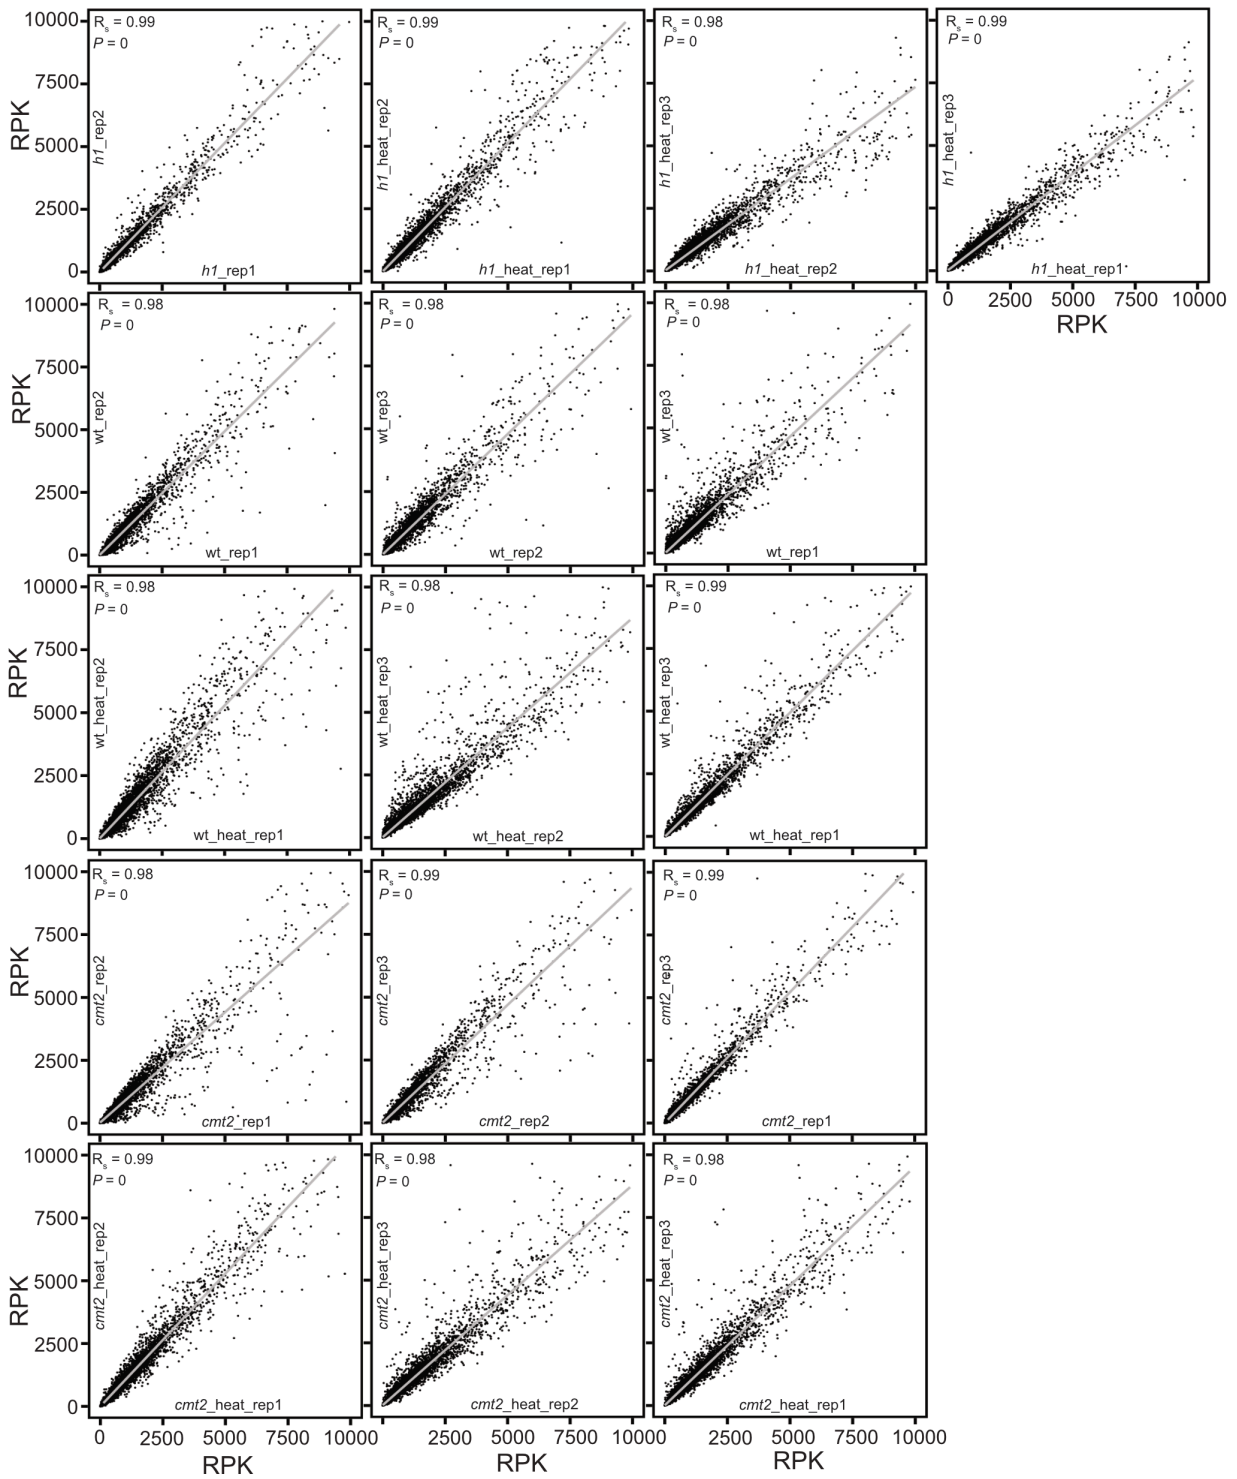 10000
7500
5000
2500
0
RPK
Rs = 0.99
P = 0
h1_rep2
h1_rep1
Rs = 0.99
P = 0
h1_heat_rep2
h1_heat_rep1
Rs = 0.98
P = 0
h1_heat_rep3
h1_heat_rep2
Rs = 0.99
P = 0
h1_heat_rep3
h1_heat_rep1
0 2500 5000 7500 10000
RPK
10000
7500
5000
2500
0
RPK
Rs = 0.98
P = 0
wt_rep2
wt_rep1
Rs = 0.98
P = 0
wt_rep3
wt_rep2
Rs = 0.98
P = 0
wt_rep3
wt_rep1
10000
7500
5000
2500
0
RPK
Rs = 0.98
P = 0
wt_heat_rep2
wt_heat_rep1
Rs = 0.98
P = 0
wt_heat_rep3
wt_heat_rep2
Rs = 0.99
P = 0
wt_heat_rep3
wt_heat_rep1
10000
7500
5000
2500
0
RPK
Rs = 0.98
P = 0
cmt2_rep2
cmt2_rep1
Rs = 0.99
P = 0
cmt2_rep3
cmt2_rep2
Rs = 0.99
P = 0
cmt2_rep3
cmt2_rep1
10000
7500
5000
2500
0
RPK
Rs = 0.99
P = 0
cmt2_heat_rep2
cmt2_heat_rep1
Rs = 0.98
P = 0
cmt2_heat_rep3
cmt2_heat_rep2
Rs = 0.98
P = 0
cmt2_heat_rep3
cmt2_heat_rep1
0 2500 5000 7500 10000
RPK
2500 5000 7500 10000
RPK
2500 5000 7500 10000
RPK